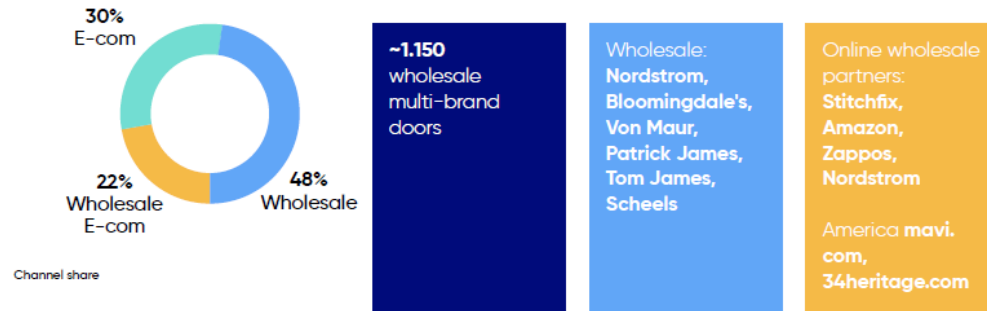 30%
E-com
22%
Wholesale
E-com
48%
Wholesale
Channel share
~1.150
wholesale
multi-brand
doors
Wholesale:
Nordstrom,
Bloomingdale's,
Von Maur,
Patrick James,
Tom James,
Scheels
Online wholesale
partners:
Stitchfix,
Amazon,
Zappos,
Nordstrom
America mavi.
com,
34heritage.com